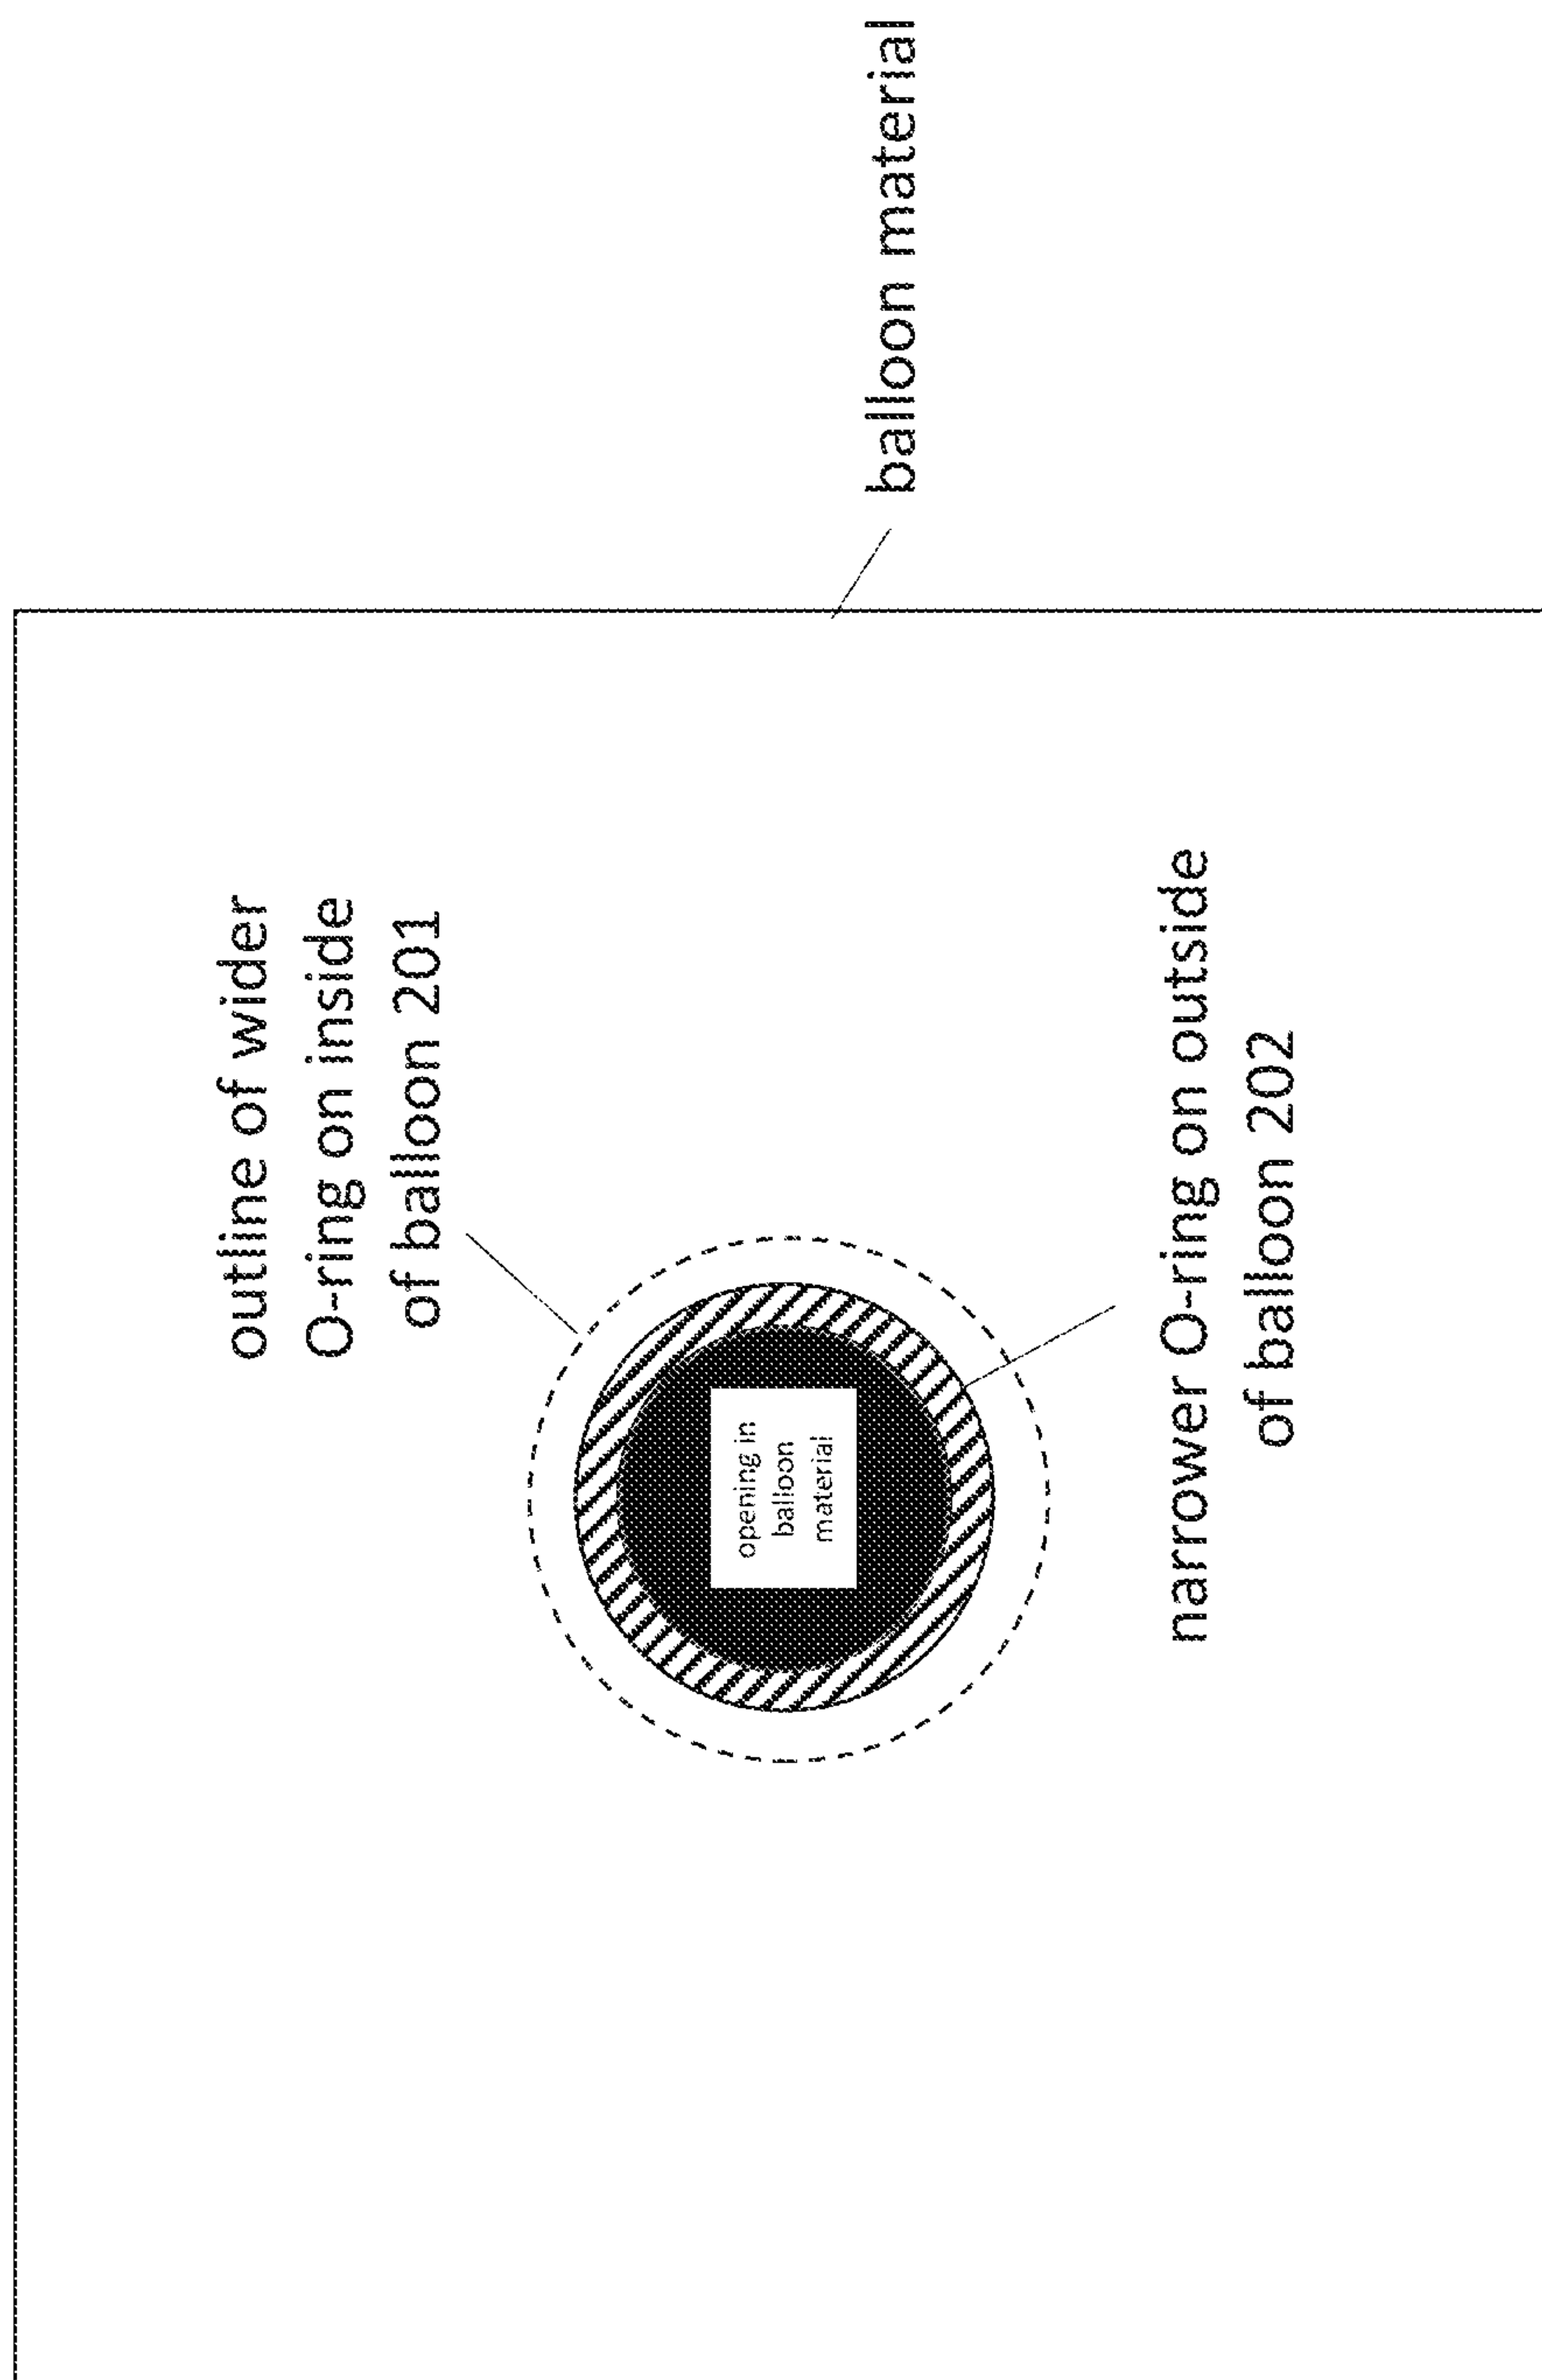 outline of wider
O-ring on inside
of balloon 201
opening in
balloon
material
balloon material
narrower O-ring on outside
of balloon 202